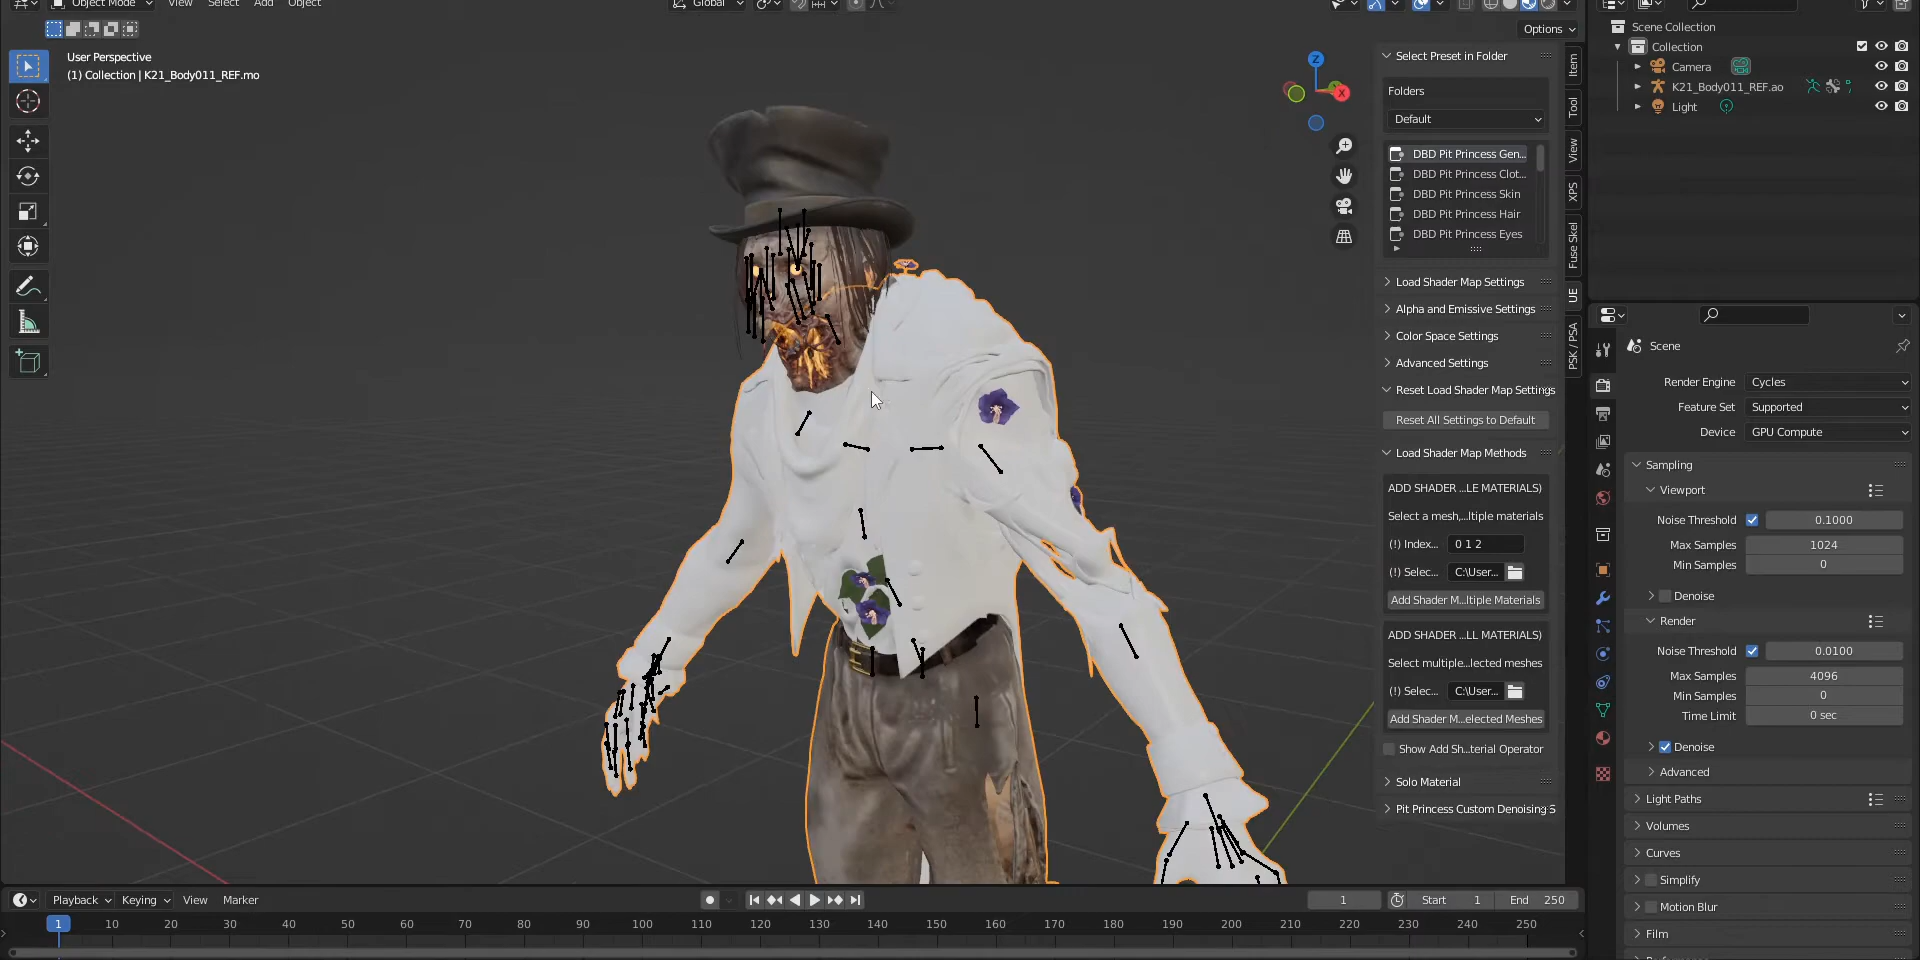 Object Mode
View
Select
Add
Object
Global
Options
User Perspective
(1) Collection | K21_Body011_REF.mo
Z
X
Select Preset in Folder
Folders
Default
DBD Pit Princess Gen...
DBD Pit Princess Clot...
DBD Pit Princess Skin
DBD Pit Princess Hair
DBD Pit Princess Eyes
Load Shader Map Settings
Alpha and Emissive Settings
Color Space Settings
Advanced Settings
Reset Load Shader Map Settings
Reset All Settings to Default
Load Shader Map Methods
ADD SHADER ...LE MATERIALS)
Select a mesh,...ltiple materials
(!) Index...
0 1 2
(!) Selec...
C:\User...
Add Shader M...ltiple Materials
ADD SHADER ...LL MATERIALS)
Select multiple...lected meshes
(!) Selec...
C:\User...
Add Shader M...elected Meshes
Show Add Sh...terial Operator
Solo Material
Pit Princess Custom Denoising S
Item
Tool
View
XPS
Fuse Skel
UE
PSK / PSA
Scene Collection
Collection
Camera
K21_Body011_REF.ao
Light
Scene
Render Engine
Cycles
Feature Set
Supported
Device
GPU Compute
Sampling
Viewport
Noise Threshold
0.1000
Max Samples
1024
Min Samples
0
Denoise
Render
Noise Threshold
0.0100
Max Samples
4096
Min Samples
0
Time Limit
0 sec
Denoise
Advanced
Light Paths
Volumes
Curves
Simplify
Motion Blur
Film
Playback
Keying
View
Marker
1
Start
1
End
250
1
10
20
30
40
50
60
70
80
90
100
110
120
130
140
150
160
170
180
190
200
210
220
230
240
250